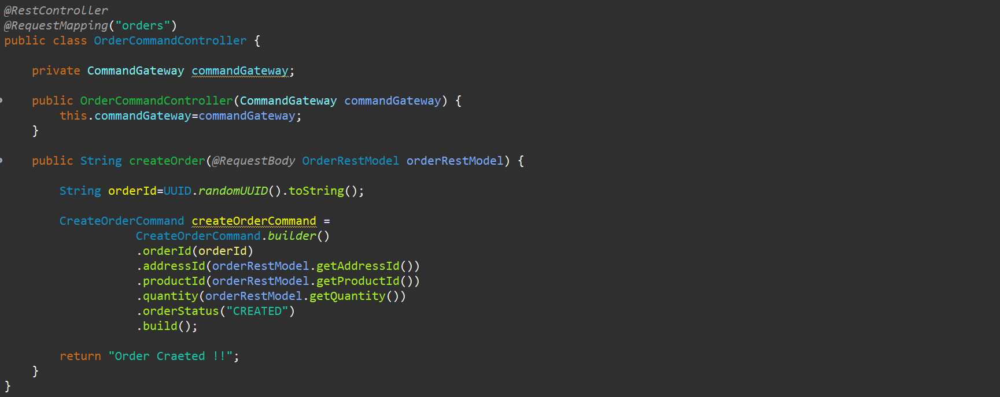 @RestController
@RequestMapping("orders")
public class OrderCommandController {
private CommandGateway commandGateway;
public OrderCommandController(CommandGateway commandGateway) {
this.commandGateway=commandGateway;
}
public String createOrder(@RequestBody OrderRestModel orderRestModel) {
String orderId=UUID.randomUUID().toString();
CreateOrderCommand createOrderCommand =
CreateOrderCommand.builder()
.orderId(orderId)
.addressId(orderRestModel.getAddressId())
.productId(orderRestModel.getProductId())
.quantity(orderRestModel.getQuantity())
.orderStatus("CREATED")
.build();
return "Order Craeted !!";
}
}